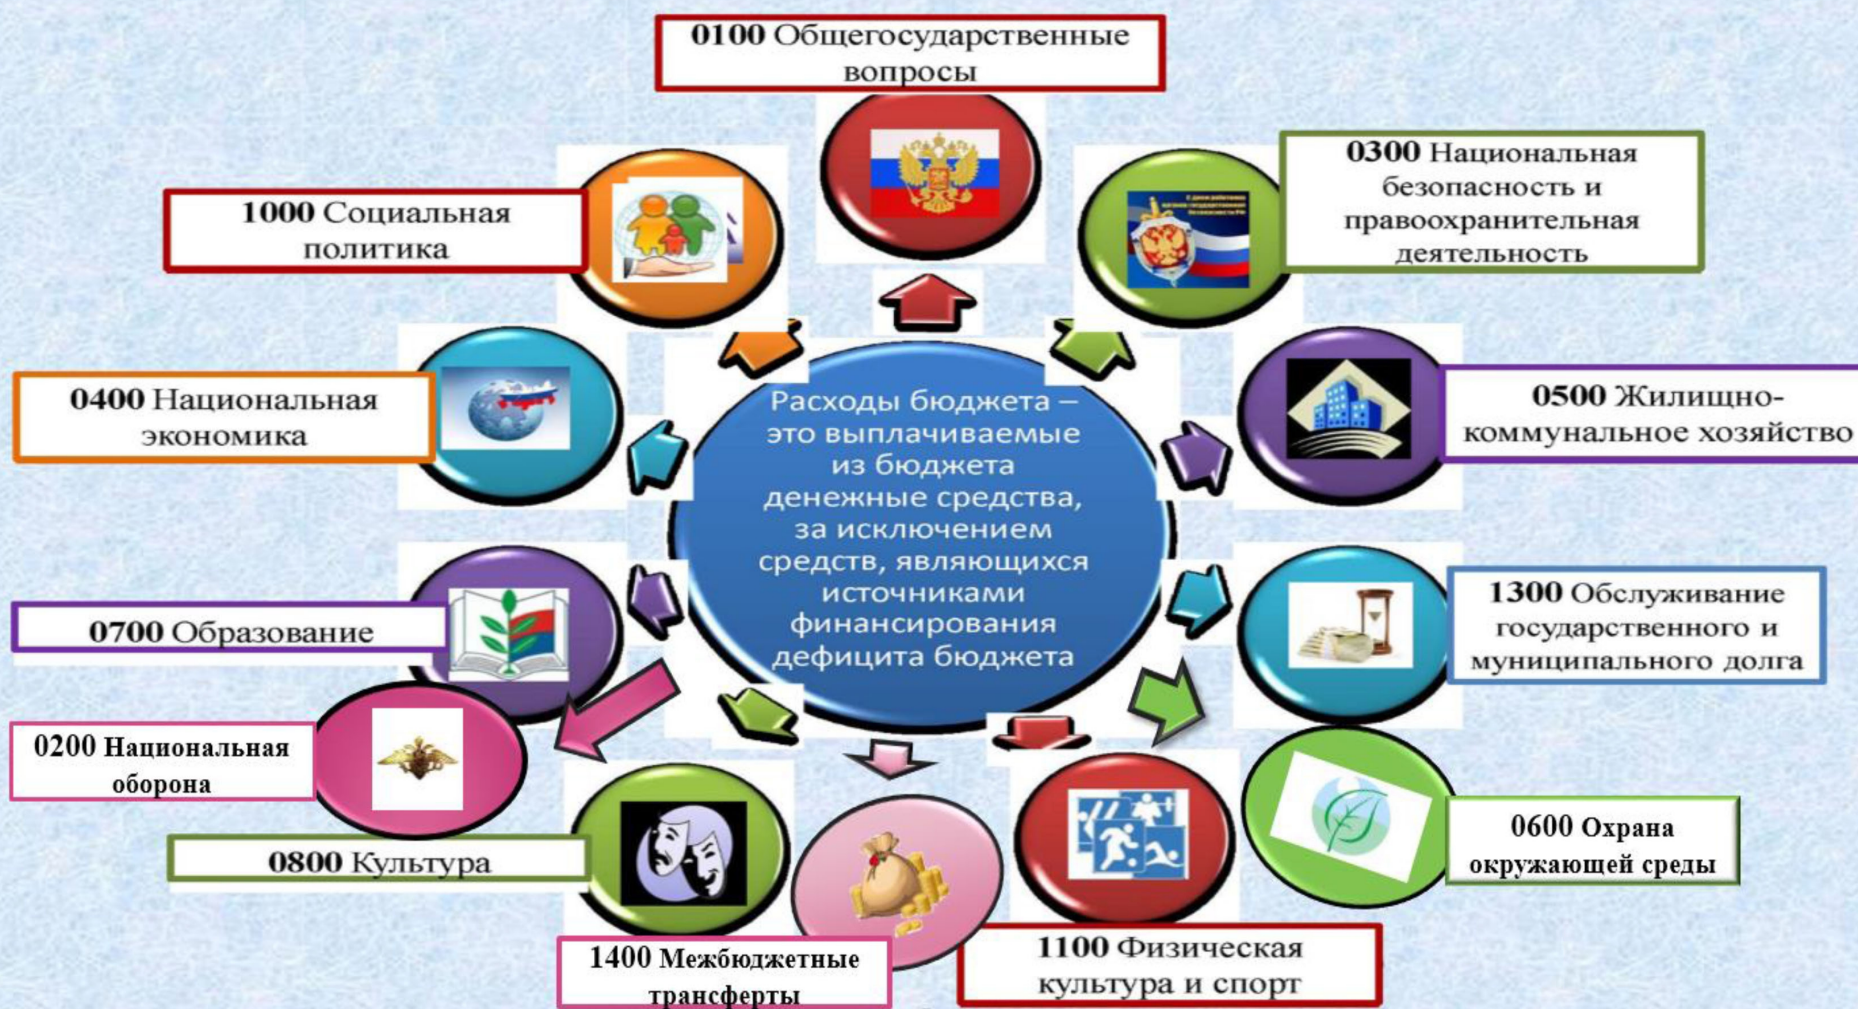 0100 Общегосударственные
вопросы
1000 Социальная
политика
0300 Национальная
безопасность и
правоохранительная
деятельность
0400 Национальная
экономика
0500 Жилищно-
коммунальное хозяйство
Расходы бюджета –
это выплачиваемые
из бюджета
денежные средства,
за исключением
средств, являющихся
источниками
финансирования
дефицита бюджета
0700 Образование
1300 Обслуживание
государственного и
муниципального долга
0200 Национальная
оборона
0600 Охрана
окружающей среды
0800 Культура
1400 Межбюджетные
трансферты
1100 Физическая
культура и спорт